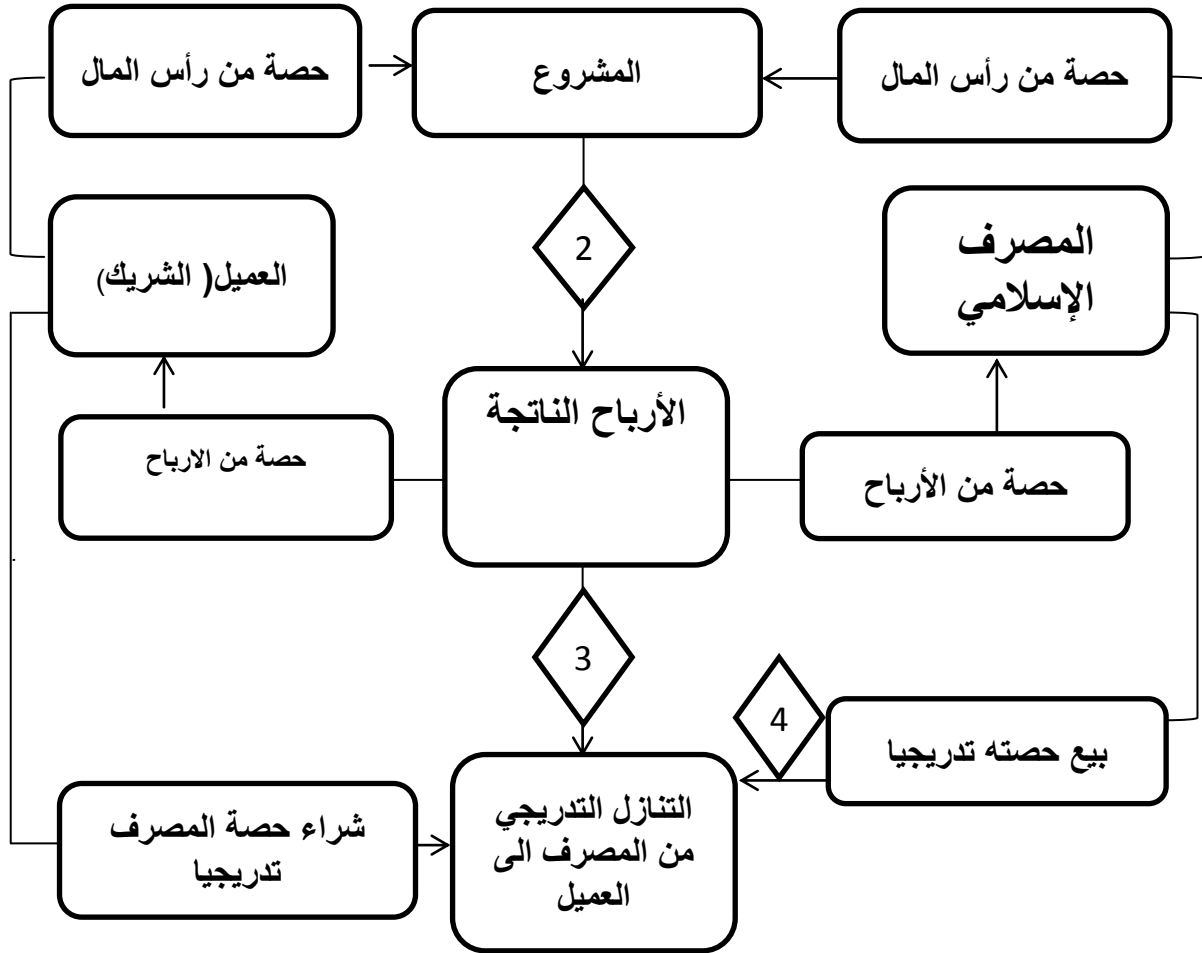 حصة من رأس المال
المشروع
حصة من رأس المال
المصرف
الإسلامي
العميل( الشريك)
2
الأرباح الناتجة
حصة من الأرباح
حصة من الارباح
3
4
بيع حصته تدريجيا
التنازل التدريجي
من المصرف الى
العميل
شراء حصة المصرف
تدريجيا